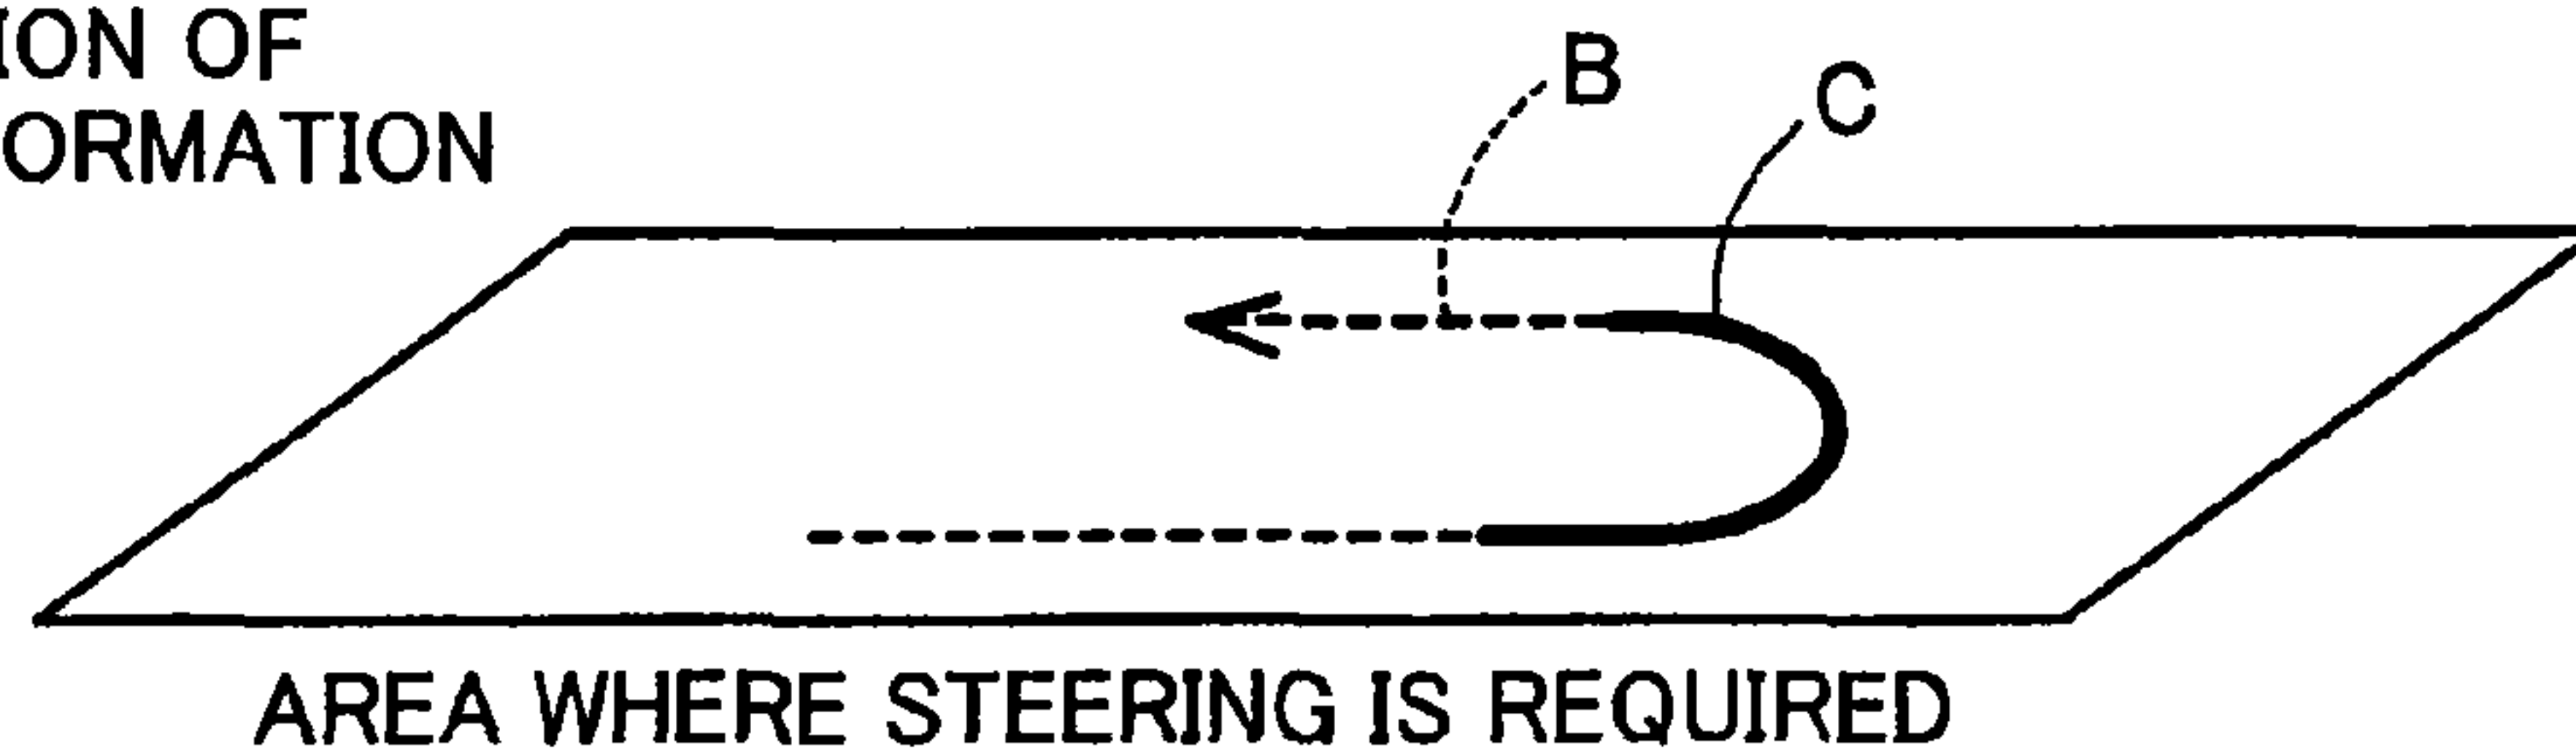 ION OF
ORMATION
B
C
AREA WHERE STEERING IS REQUIRED